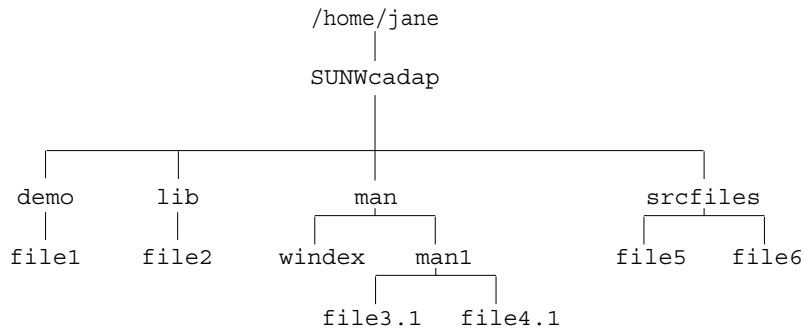 /home/jane
SUNWcadap
demo lib man srcfiles
file1 file2 windex man1 file5 file6
file3.1 file4.1